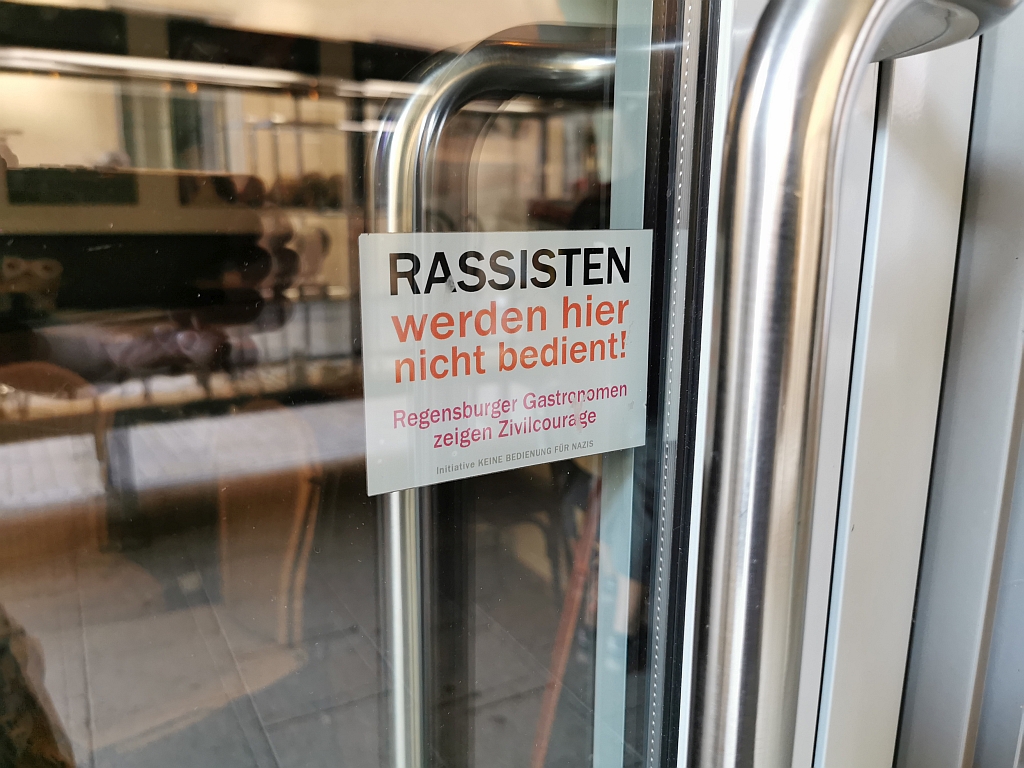 RASSISTEN
werden hier
nicht bedient!
Regensburger Gastronomen
zeigen Zivilcourage
Initiative KEINE BEDIENUNG FÜR NAZIS